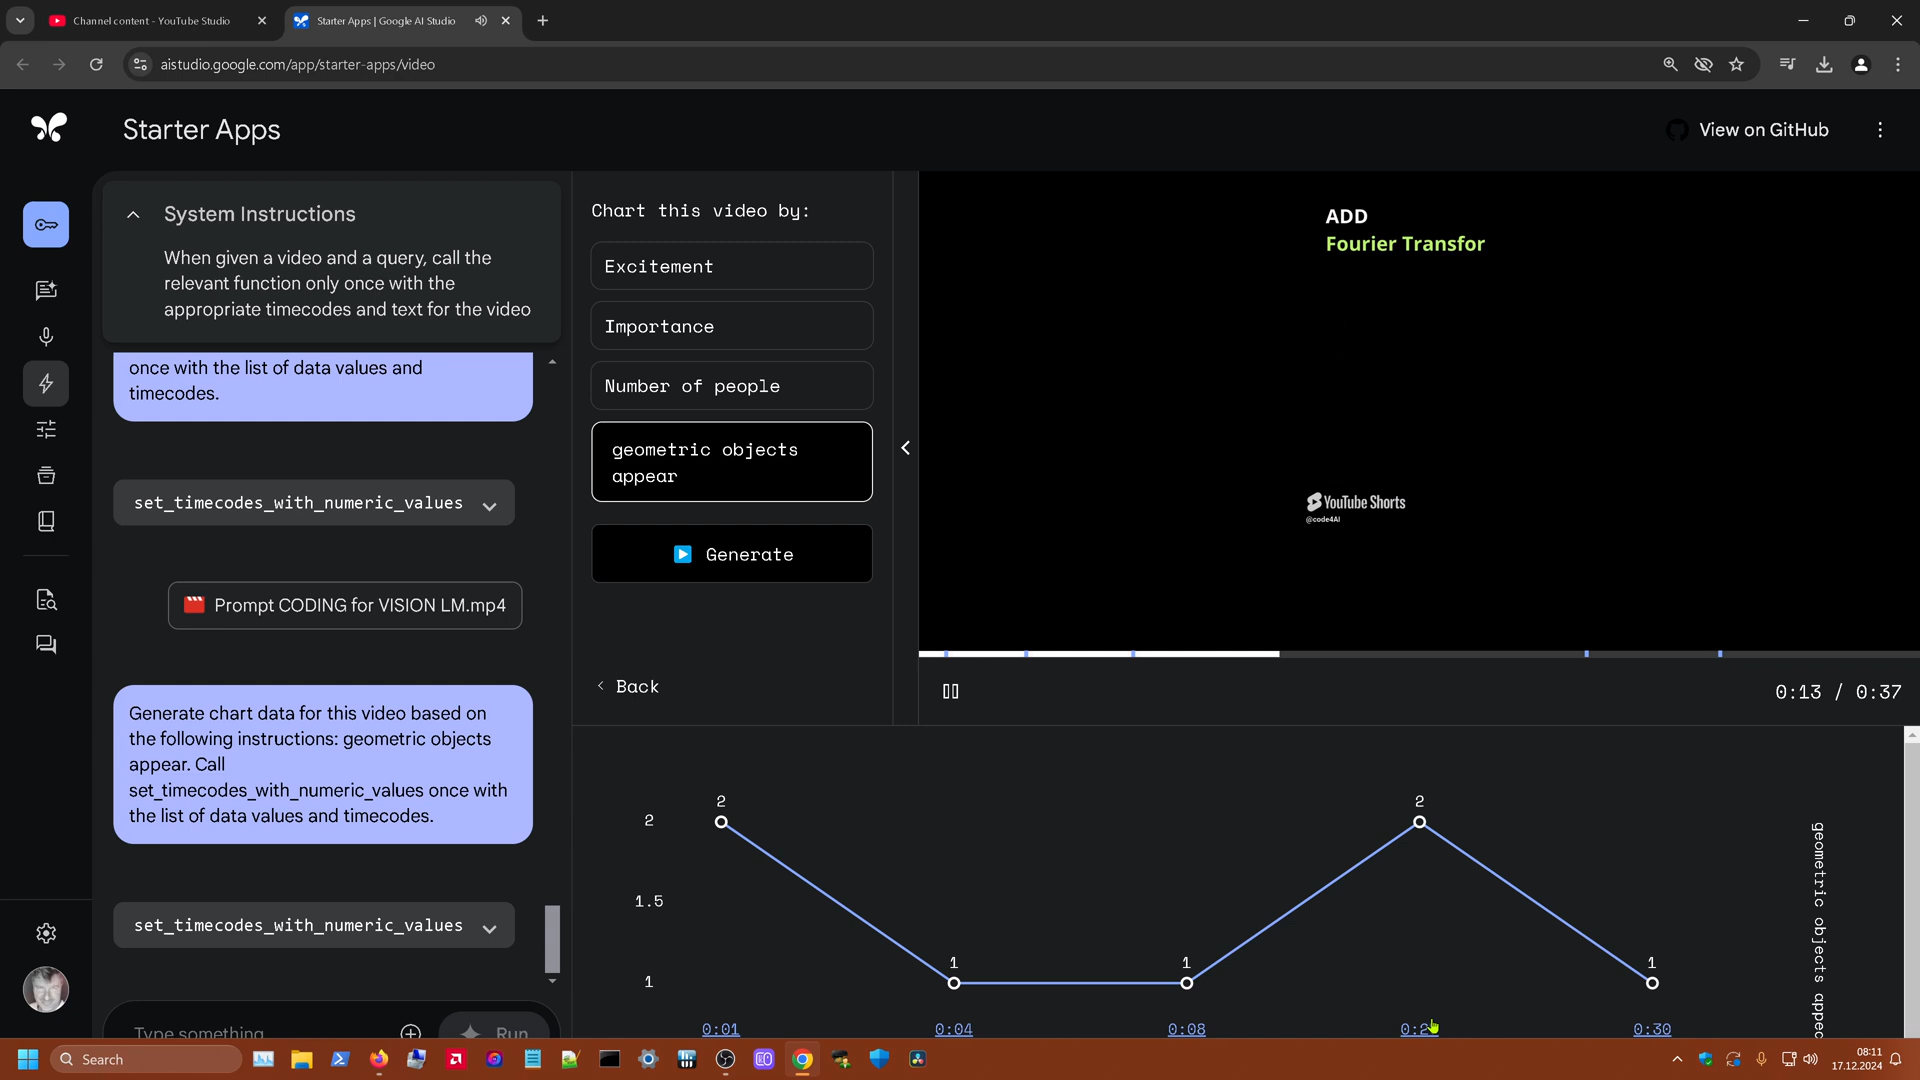 Channel content - YouTube Studio
Starter Apps | Google AI Studio
aistudio.google.com/app/starter-apps/video
Starter Apps
View on GitHub
System Instructions
When given a video and a query, call the
relevant function only once with the
appropriate timecodes and text for the video
once with the list of data values and
timecodes.
set_timecodes_with_numeric_values
Prompt CODING for VISION LM.mp4
Generate chart data for this video based on
the following instructions: geometric objects
appear. Call
set_timecodes_with_numeric_values once with
the list of data values and timecodes.
set_timecodes_with_numeric_values
Type something
Run
Chart this video by:
Excitement
Importance
Number of people
geometric objects
appear
Generate
Back
ADD
Fourier Transfor
YouTube Shorts
@code4AI
0:13 / 0:37
2
1.5
1
2
1
1
2
1
0:01
0:04
0:08
0:30
geometric objects
Search
08:11
17.12.2024